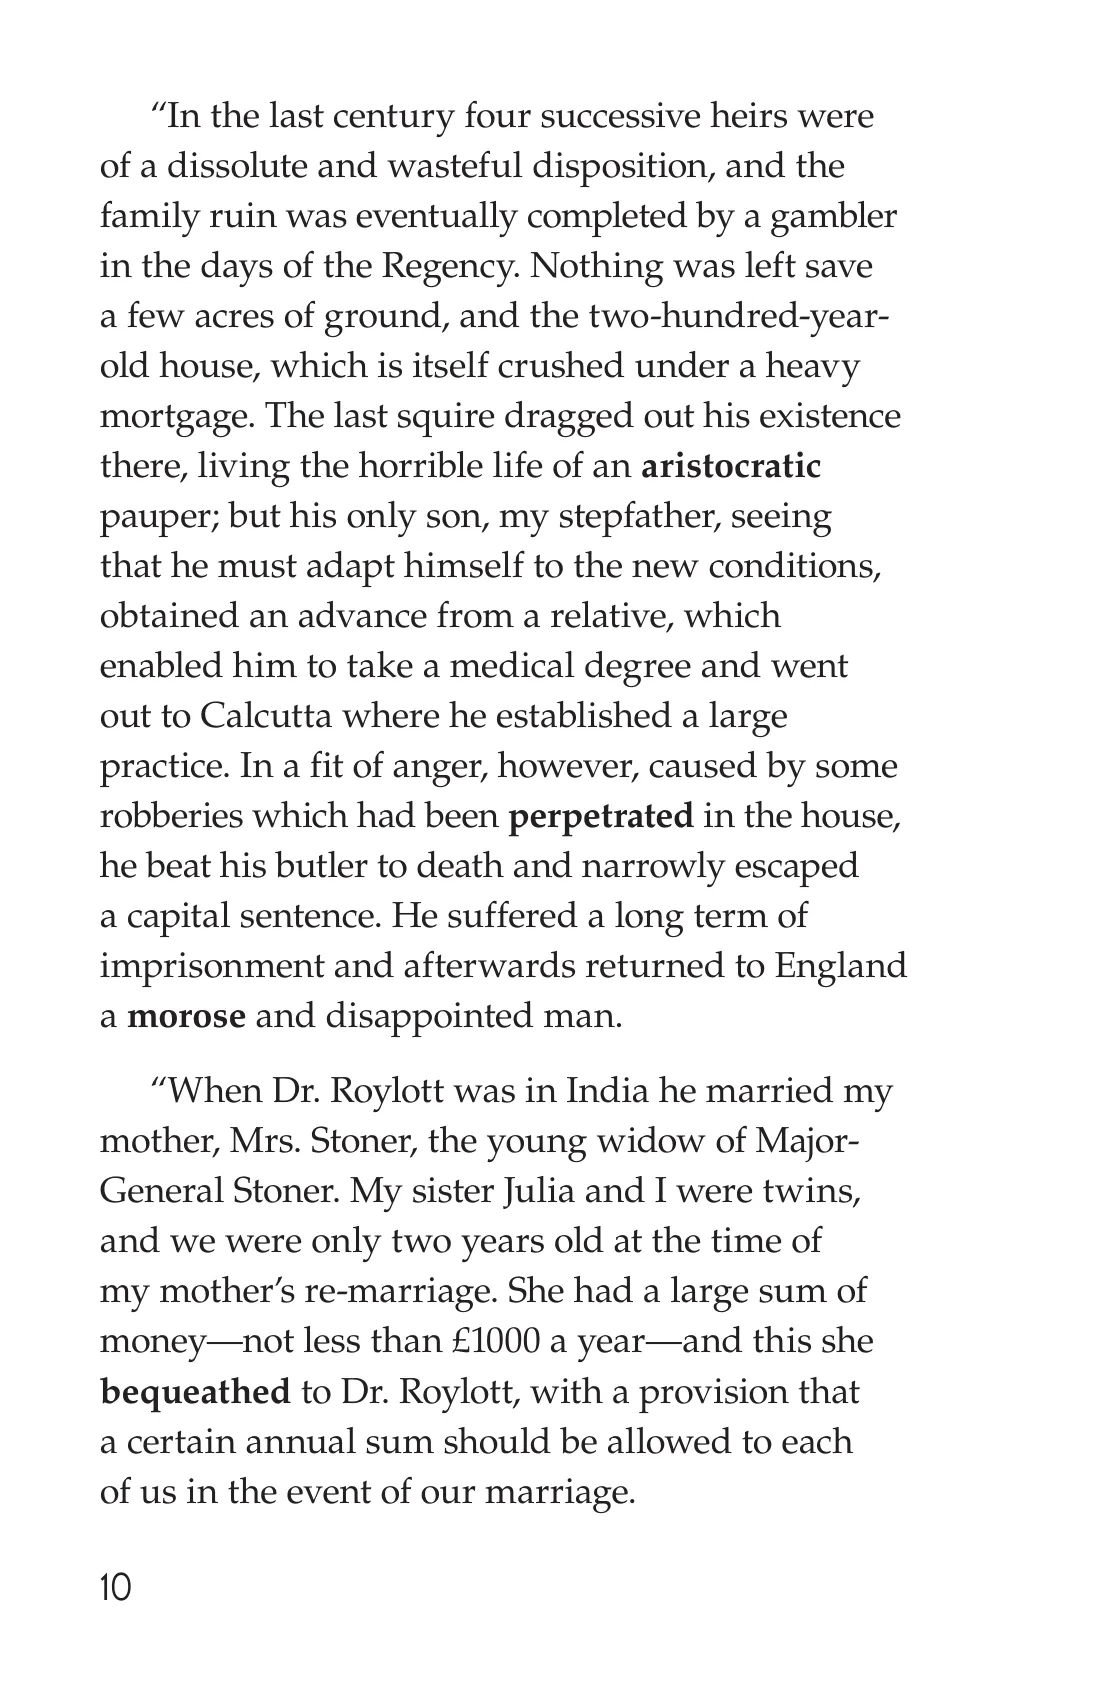 “In the last century four successive heirs were
of a dissolute and wasteful disposition, and the
family ruin was eventually completed by a gambler
in the days of the Regency. Nothing was left save
a few acres of ground, and the two-hundred-year-
old house, which is itself crushed under a heavy
mortgage. The last squire dragged out his existence
there, living the horrible life of an aristocratic
pauper; but his only son, my stepfather, seeing
that he must adapt himself to the new conditions,
obtained an advance from a relative, which
enabled him to take a medical degree and went
out to Calcutta where he established a large
practice. In a fit of anger, however, caused by some
robberies which had been perpetrated in the house,
he beat his butler to death and narrowly escaped
a capital sentence. He suffered a long term of
imprisonment and afterwards returned to England
a morose and disappointed man.
“When Dr. Roylott was in India he married my
mother, Mrs. Stoner, the young widow of Major-
General Stoner. My sister Julia and I were twins,
and we were only two years old at the time of
my mother’s re-marriage. She had a large sum of
money—not less than £1000 a year—and this she
bequeathed to Dr. Roylott, with a provision that
a certain annual sum should be allowed to each
of us in the event of our marriage.
10